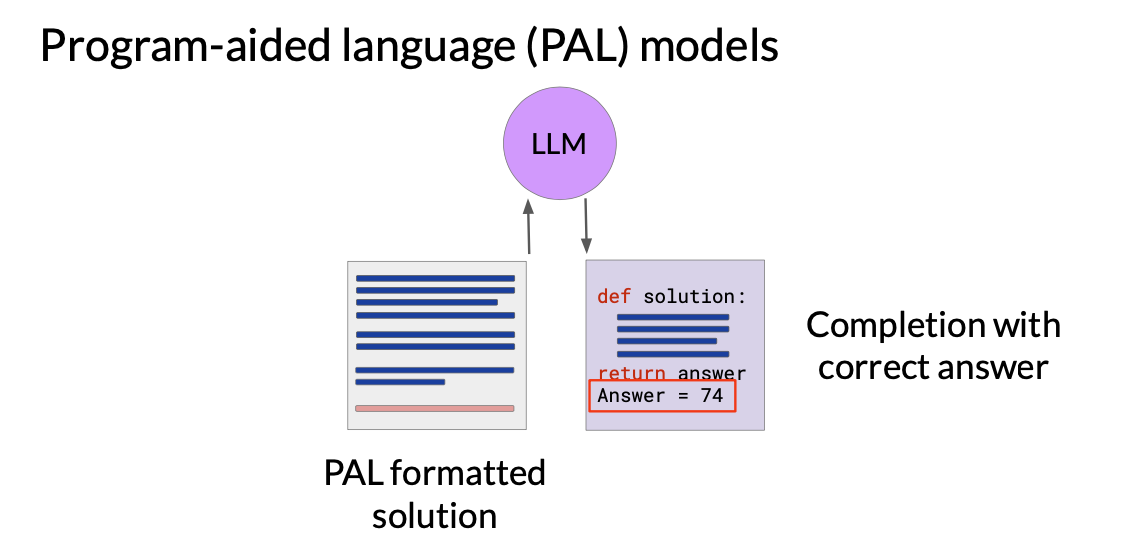 Program-aided language (PAL) models
LLM
def solution:
return answer
Answer = 74
Completion with
correct answer
PAL formatted
solution